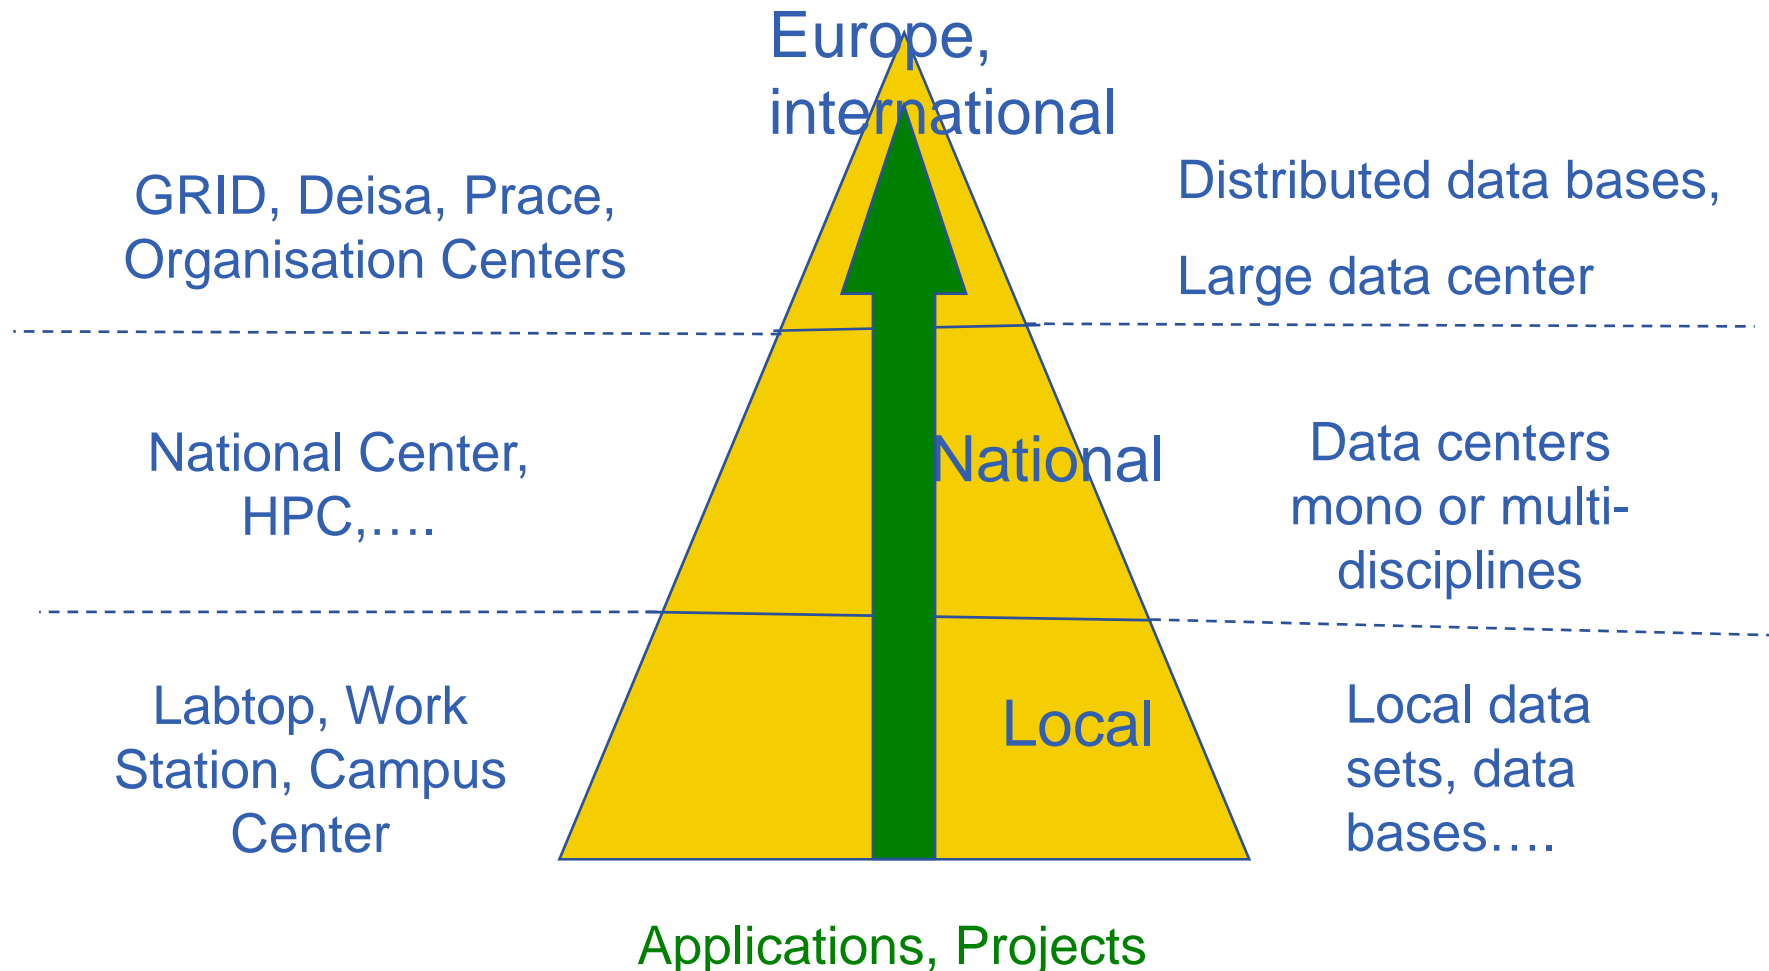 Europe,
international
GRID, Deisa, Prace,
Organisation Centers
Distributed data bases,
Large data center
National Center,
HPC,….
National
Data centers
mono or multi-
disciplines
Labtop, Work
Station, Campus
Center
Local
Local data
sets, data
bases….
Applications, Projects